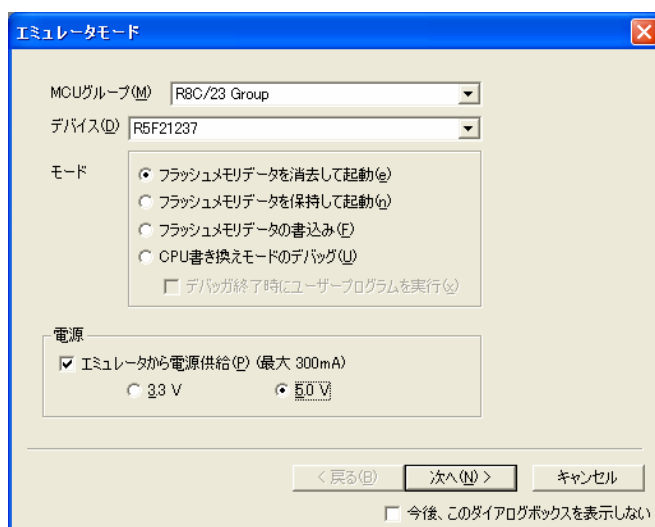 エミュレータモード
MCUグループ(M) R8C/23 Group
デバイス(D) R5F21237
モード
フラッシュメモリデータを消去して起動(e)
フラッシュメモリデータを保持して起動(n)
フラッシュメモリデータの書込み(F)
CPU書き換えモードのデバッグ(U)
デバッガ終了時にユーザープログラムを実行(x)
電源
エミュレータから電源供給(P) (最大 300mA)
3.3 V 5.0 V
< 戻る(B) 次へ(N) > キャンセル
今後、このダイアログボックスを表示しない